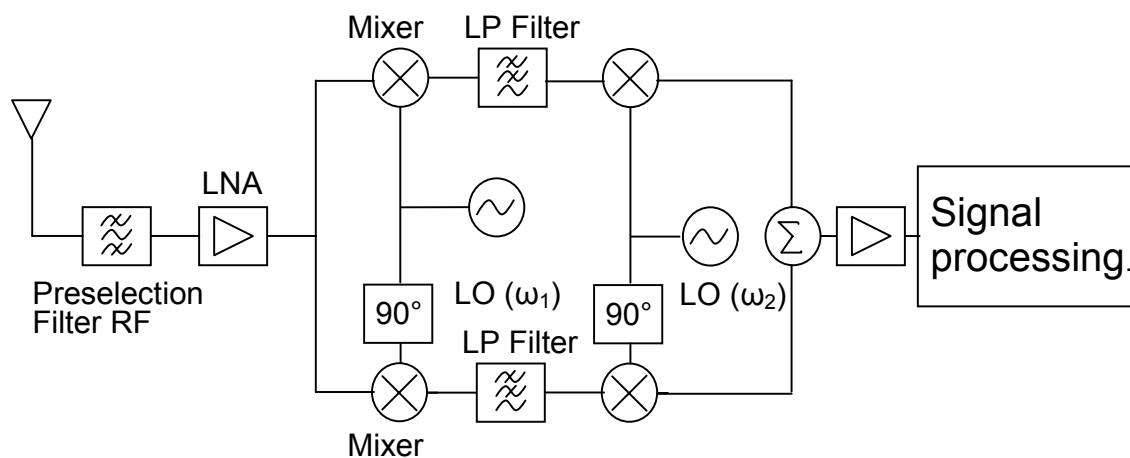 Mixer
LP Filter
LNA
Preselection
Filter RF
90°
LO (ω₁)
90°
LO (ω₂)
LP Filter
Mixer
Σ
Signal
processing.